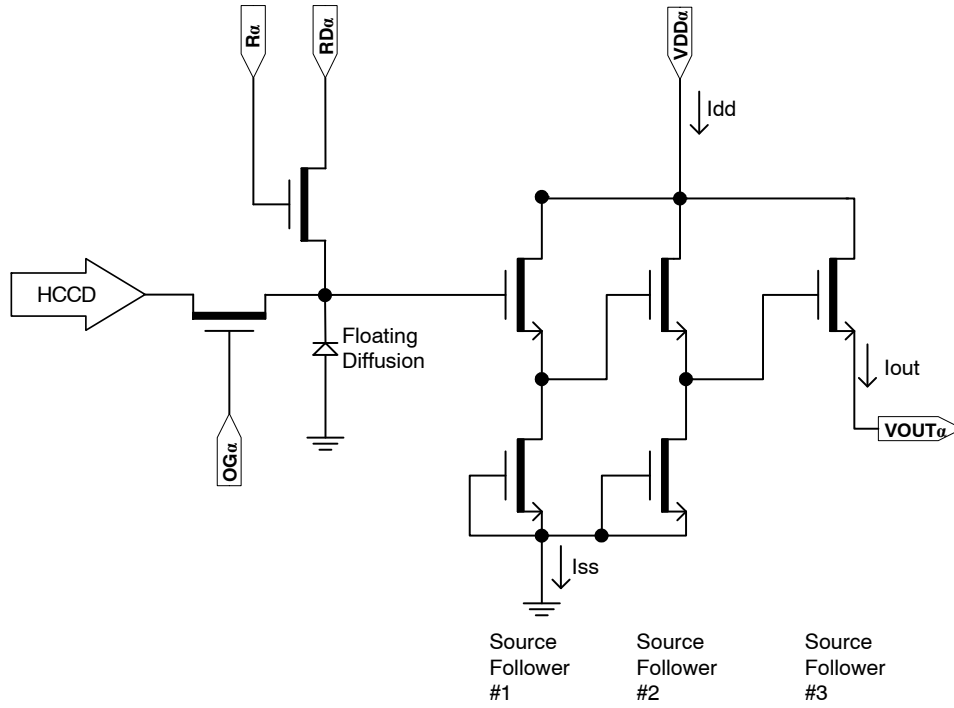 Rα
RDα
VDDα
Idd
HCCD
Floating
Diffusion
Iout
VOUTα
OGα
Iss
Source
Follower
#1
Source
Follower
#2
Source
Follower
#3